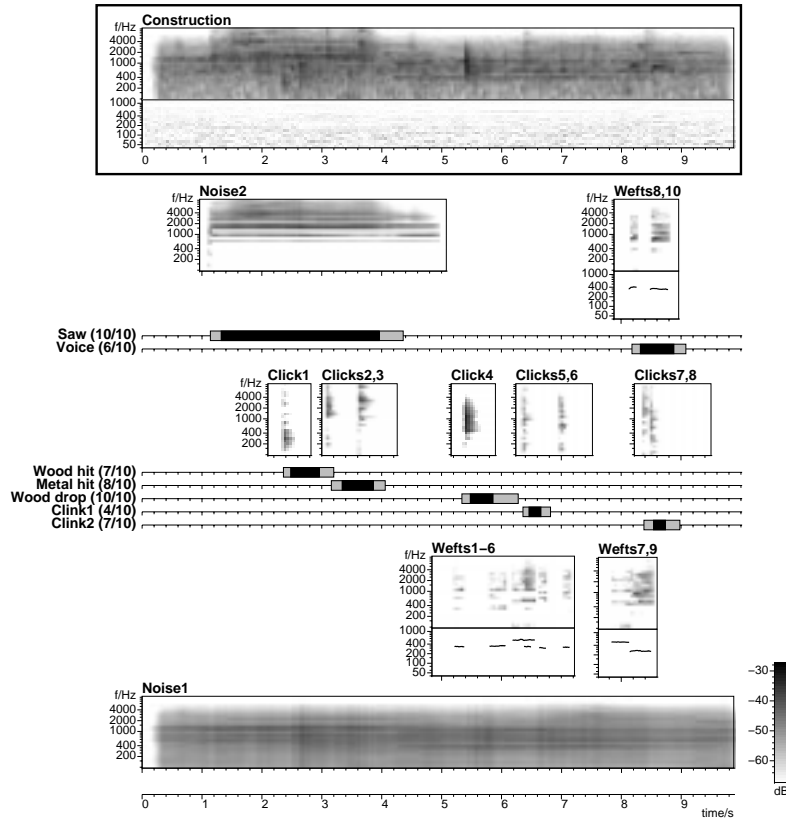 Construction
f/Hz
4000
2000
1000
400
200
1000
400
200
100
50
0 1 2 3 4 5 6 7 8 9
Noise2
f/Hz
4000
2000
1000
400
200
Wefts8,10
f/Hz
4000
2000
1000
400
200
1000
400
200
100
50
Saw (10/10)
Voice (6/10)
Click1 Clicks2,3 Click4 Clicks5,6 Clicks7,8
f/Hz
4000
2000
1000
400
200
Wood hit (7/10)
Metal hit (8/10)
Wood drop (10/10)
Clink1 (4/10)
Clink2 (7/10)
Wefts1−6 Wefts7,9
f/Hz
4000
2000
1000
400
200
1000
400
200
100
50
Noise1
f/Hz
4000
2000
1000
400
200
−30
−40
−50
−60
dB
0 1 2 3 4 5 6 7 8 9
time/s